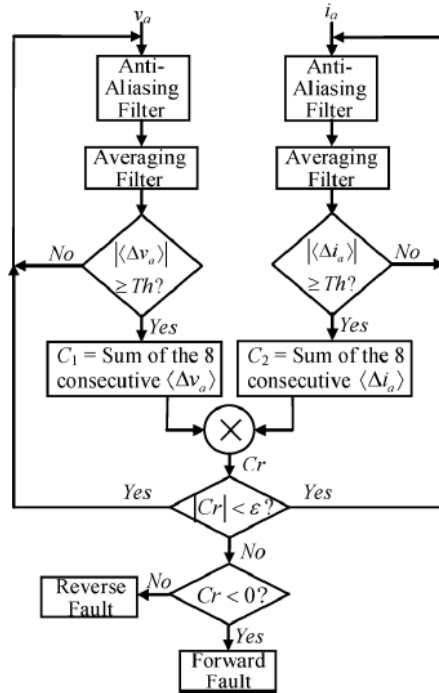 v_a
i_a
Anti-
Aliasing
Filter
Anti-
Aliasing
Filter
Averaging
Filter
Averaging
Filter
|⟨Δv_a⟩|
≥ Th?
No
Yes
|⟨Δi_a⟩|
≥ Th?
No
Yes
C₁ = Sum of the 8
consecutive ⟨Δv_a⟩
C₂ = Sum of the 8
consecutive ⟨Δi_a⟩
×
Cr
Yes
|Cr| < ε?
Yes
No
Reverse
Fault
No
Cr < 0?
Yes
Forward
Fault